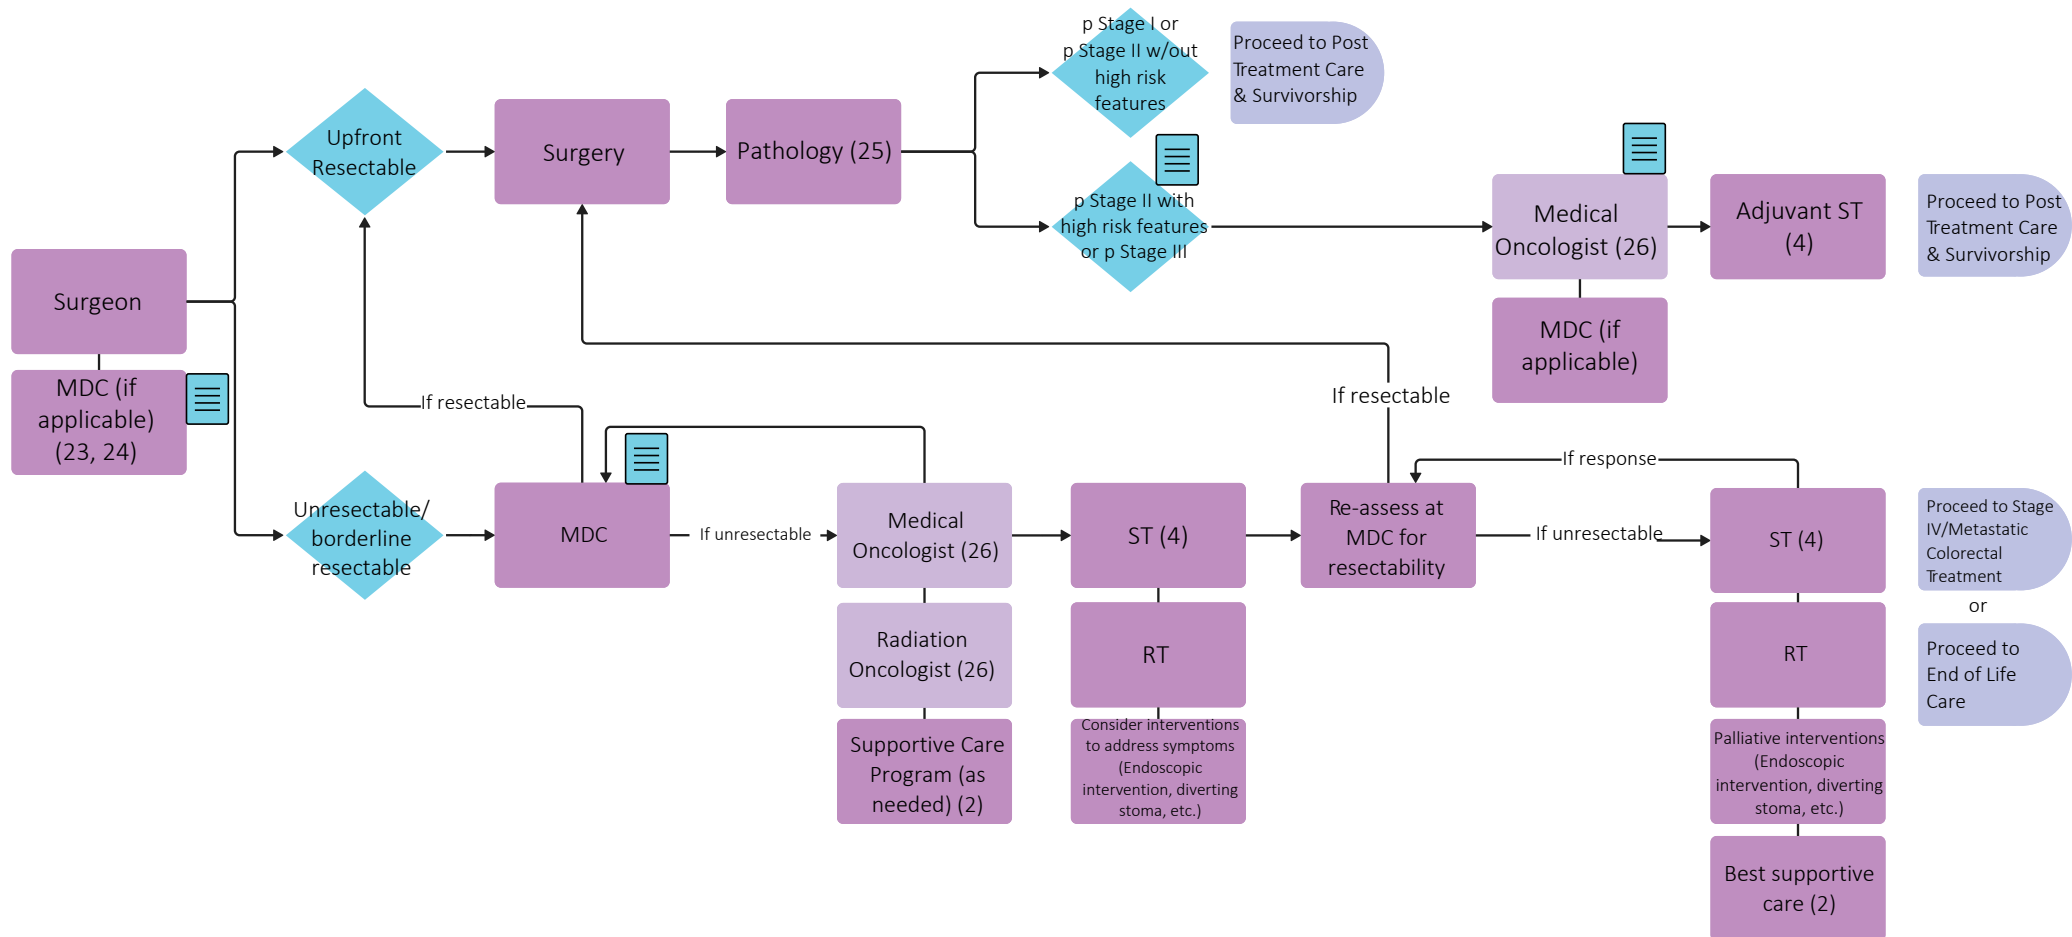 p Stage I or
p Stage II w/out
high risk
features
Proceed to Post
Treatment Care
& Survivorship
Upfront
Resectable
Surgery
Pathology (25)
p Stage II with
high risk features
or p Stage III
Medical
Oncologist (26)
Adjuvant ST
(4)
Proceed to Post
Treatment Care
& Survivorship
Surgeon
MDC (if
applicable)
(23, 24)
MDC (if
applicable)
If resectable
If resectable
If response
Unresectable/
borderline
resectable
MDC
If unresectable
Medical
Oncologist (26)
ST (4)
Re-assess at
MDC for
resectability
If unresectable
ST (4)
Proceed to Stage
IV/Metastatic
Colorectal
Treatment
or
Proceed to
End of Life
Care
Radiation
Oncologist (26)
RT
RT
Supportive Care
Program (as
needed) (2)
Consider interventions
to address symptoms
(Endoscopic
intervention, diverting
stoma, etc.)
Palliative interventions
(Endoscopic
intervention, diverting
stoma, etc.)
Best supportive
care (2)